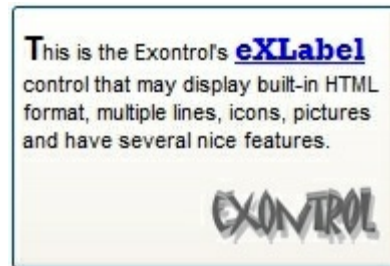 This is the Exontrol's eXLabel
control that may display built-in HTML
format, multiple lines, icons, pictures
and have several nice features.
EXONTROL